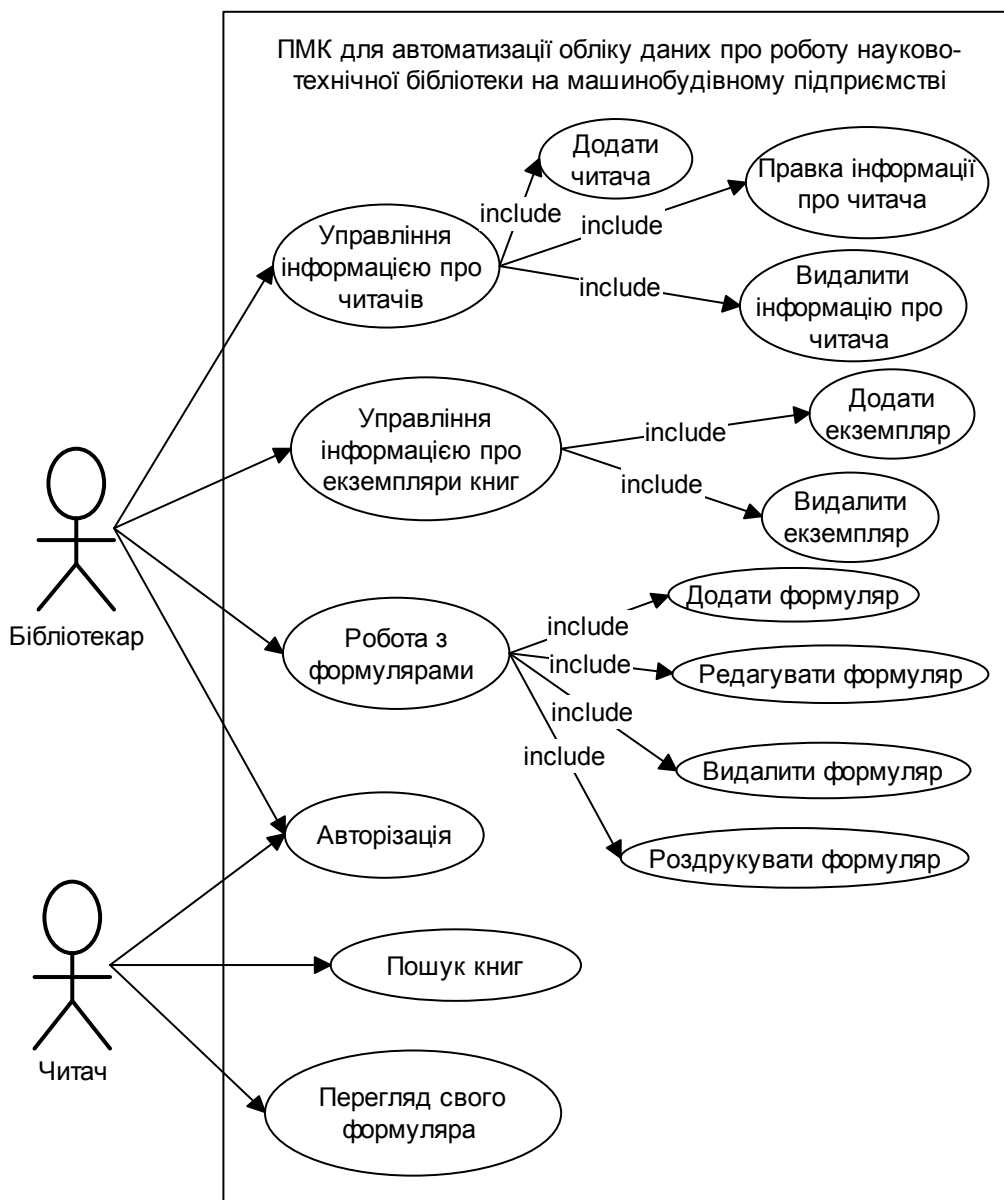 ПМК для автоматизації обліку даних про роботу науково-
технічної бібліотеки на машинобудівному підприємстві
Додати
читача
Правка інформації
про читача
include
include
Управління
інформацією про
читачів
include
Видалити
інформацію про
читача
Управління
інформацією про
екземпляри книг
include
Додати
екземпляр
include
Видалити
екземпляр
Бібліотекар
Робота з
формулярами
include
Додати формуляр
include
Редагувати формуляр
include
Видалити формуляр
include
Роздрукувати формуляр
Авторізація
Пошук книг
Читач
Перегляд свого
формуляра